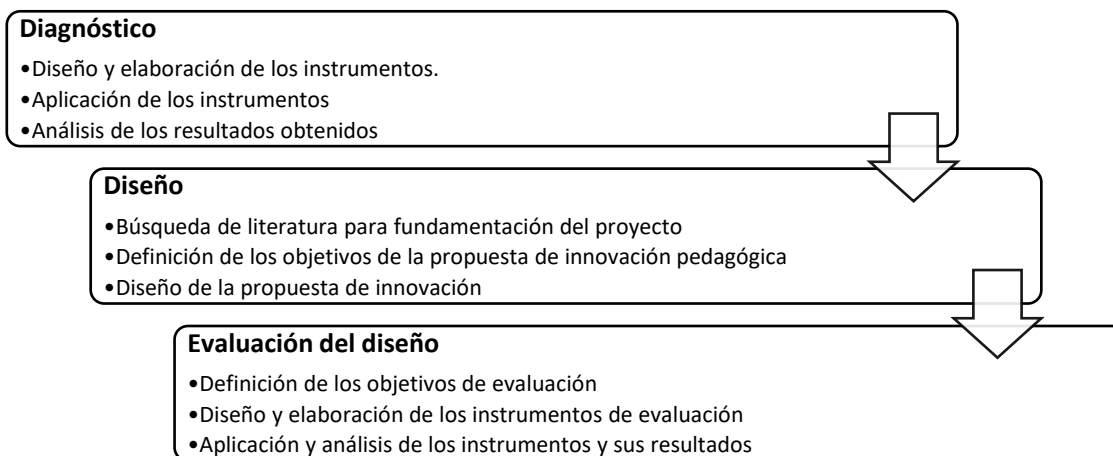 Diagnóstico
•Diseño y elaboración de los instrumentos.
•Aplicación de los instrumentos
•Análisis de los resultados obtenidos
Diseño
•Búsqueda de literatura para fundamentación del proyecto
•Definición de los objetivos de la propuesta de innovación pedagógica
•Diseño de la propuesta de innovación
Evaluación del diseño
•Definición de los objetivos de evaluación
•Diseño y elaboración de los instrumentos de evaluación
•Aplicación y análisis de los instrumentos y sus resultados